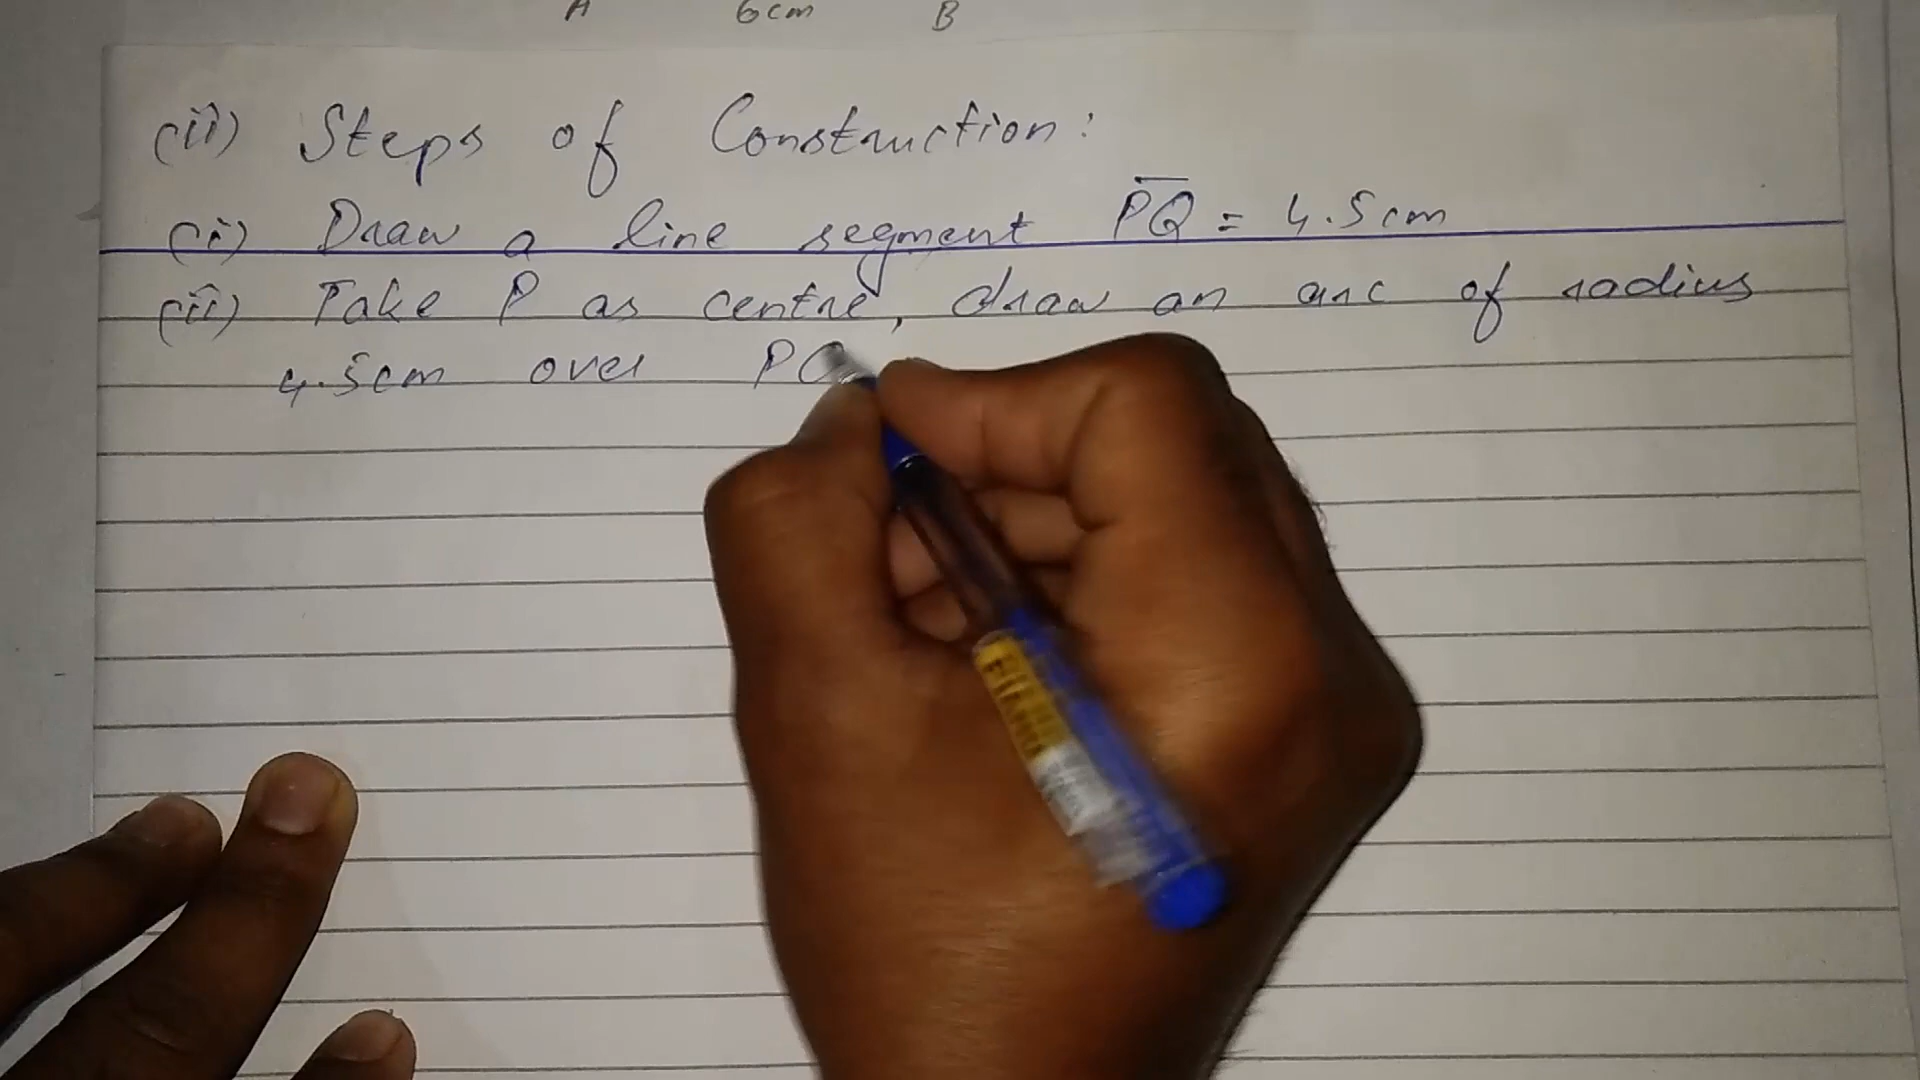 A 6cm B
(ii) Steps of Construction:
(i) Draw a line segment P̅Q̅ = 4.5cm
(ii) Take P as centre, draw an arc of radius
4.5cm over PQ